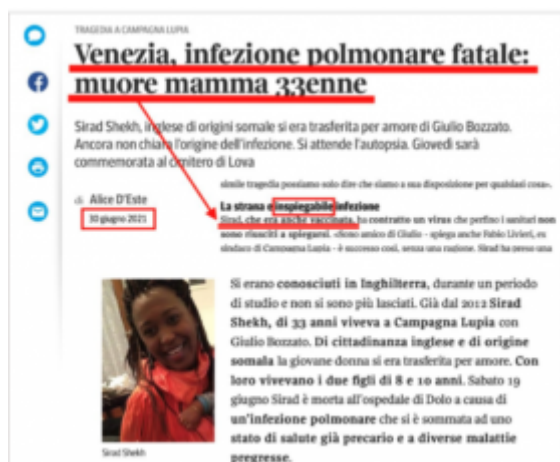 TRAGEDIA A CAMPAGNA LUPIA
Venezia, infezione polmonare fatale:
muore mamma 33enne
Sirad Shekh, inglese di origini somale si era trasferita per amore di Giulio Bozzato.
Ancora non chiara l'origine dell'infezione. Si attende l'autopsia. Giovedì sarà
commemorata al cimitero di Lova
di Alice D'Este
30 giugno 2021
simile tragedia possiamo solo dire che siamo a sua disposizione per qualsiasi cosa».
La strana e inspiegabile infezione
Sirad, che era anche vaccinata, ha contratto un virus che perfino i sanitari non
sono riusciti a spiegarsi. «Sono amico di Giulio - spiega anche Fabio Livieri, ex
sindaco di Campagna Lupia - è successo così, senza una ragione. Sirad ha preso una
Si erano conosciuti in Inghilterra, durante un periodo
di studio e non si sono più lasciati. Già dal 2012 Sirad
Shekh, di 33 anni viveva a Campagna Lupia con
Giulio Bozzato. Di cittadinanza inglese e di origine
somala la giovane donna si era trasferita per amore. Con
loro vivevano i due figli di 8 e 10 anni. Sabato 19
giugno Sirad è morta all'ospedale di Dolo a causa di
un'infezione polmonare che si è sommata ad uno
stato di salute già precario e a diverse malattie
pregresse.
Sirad Shekh